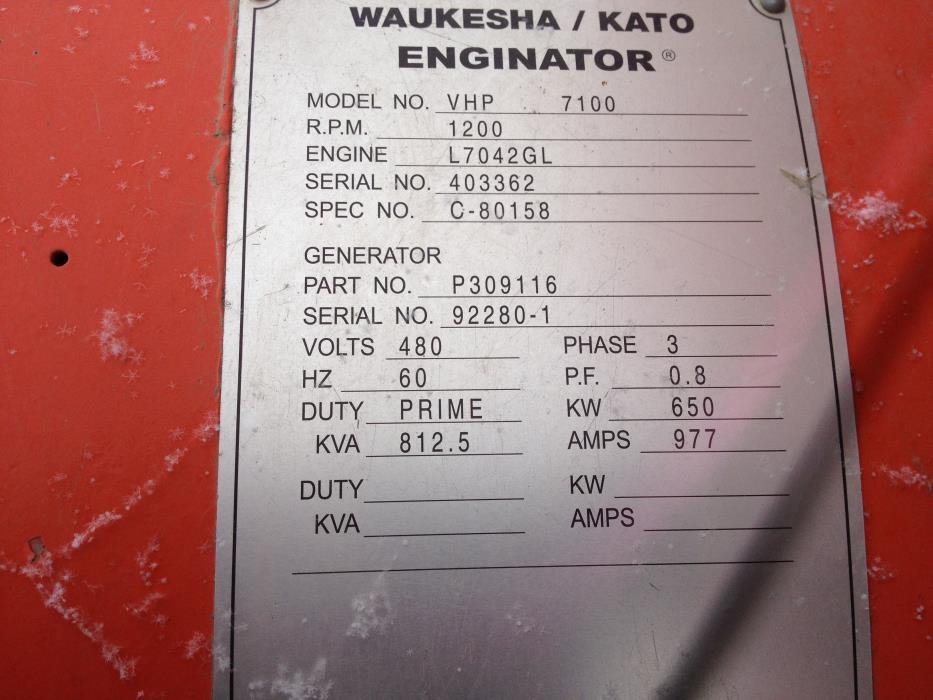 WAUKESHA / KATO
ENGINATOR®
MODEL NO. VHP 7100
R.P.M. 1200
ENGINE L7042GL
SERIAL NO. 403362
SPEC NO. C-80158
GENERATOR
PART NO. P309116
SERIAL NO. 92280-1
VOLTS 480 PHASE 3
HZ 60 P.F. 0.8
DUTY PRIME KW 650
KVA 812.5 AMPS 977
DUTY KW
KVA AMPS